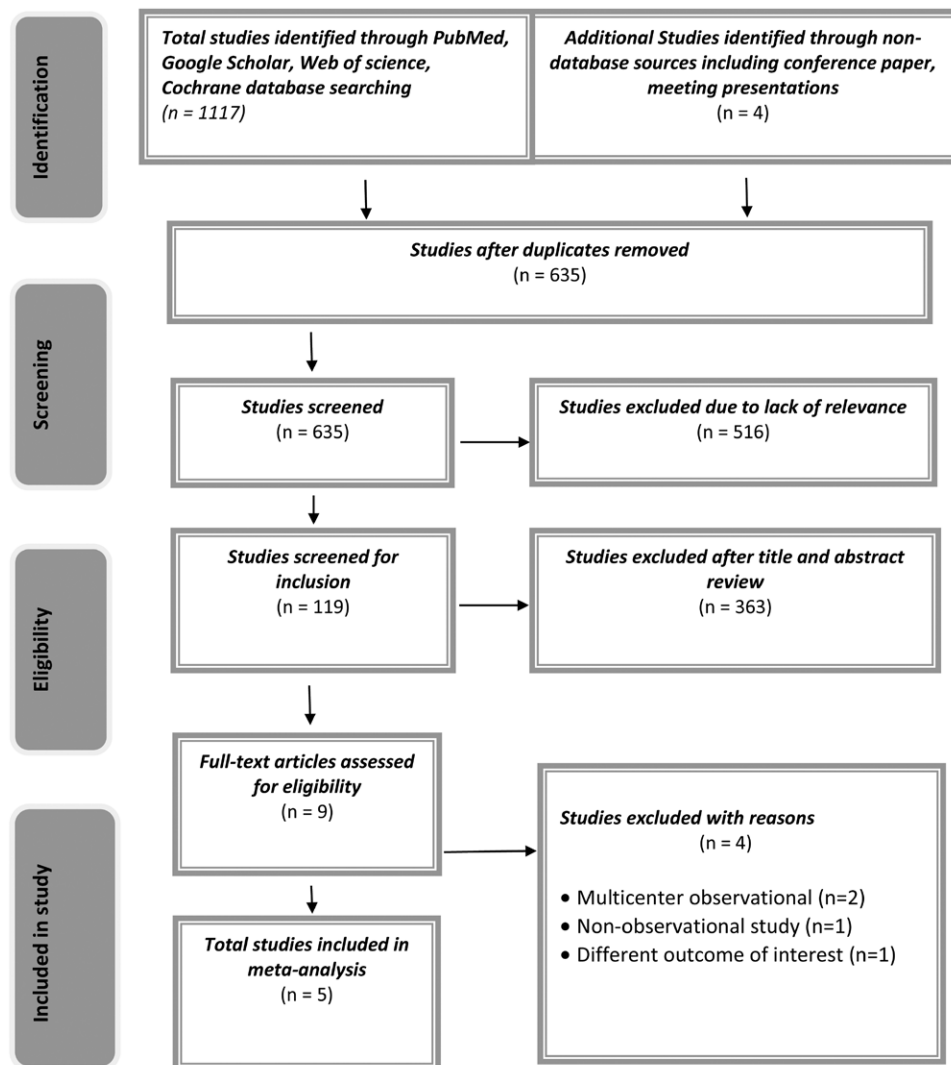 Identification
Total studies identified through PubMed,
Google Scholar, Web of science,
Cochrane database searching
(n = 1117)
Additional Studies identified through non-
database sources including conference paper,
meeting presentations
(n = 4)
Studies after duplicates removed
(n = 635)
Screening
Studies screened
(n = 635)
Studies excluded due to lack of relevance
(n = 516)
Eligibility
Studies screened for
inclusion
(n = 119)
Studies excluded after title and abstract
review
(n = 363)
Full-text articles assessed
for eligibility
(n = 9)
Included in study
Studies excluded with reasons
(n = 4)
• Multicenter observational (n=2)
• Non-observational study (n=1)
• Different outcome of interest (n=1)
Total studies included in
meta-analysis
(n = 5)